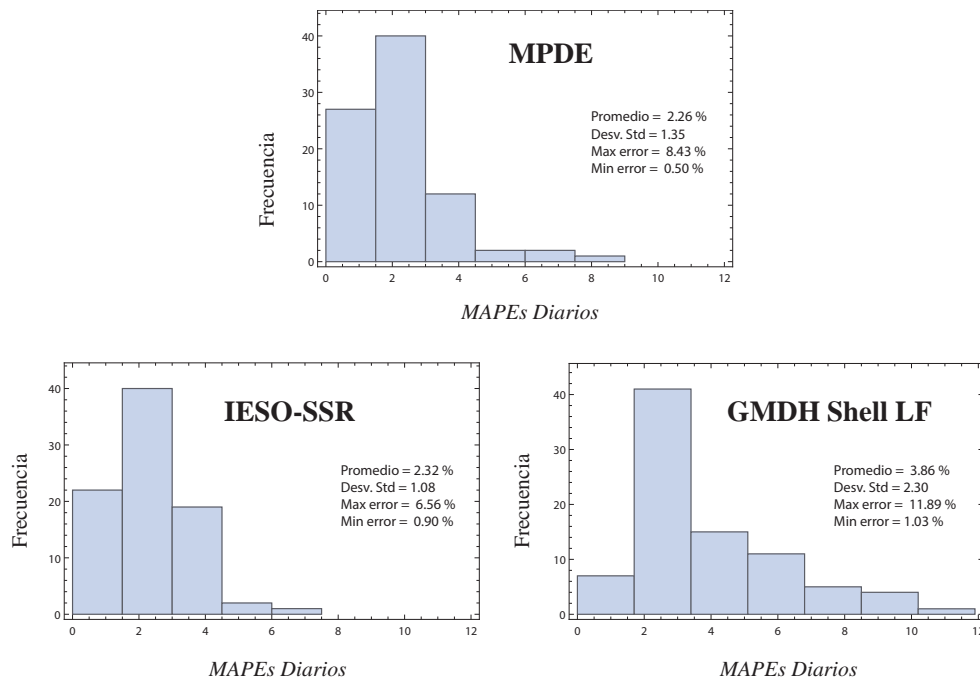 MPDE
Promedio = 2.26 %
Desv. Std = 1.35
Max error = 8.43 %
Min error = 0.50 %
Frecuencia
40
30
20
10
0
0 2 4 6 8 10 12
MAPEs Diarios
IESO-SSR
Promedio = 2.32 %
Desv. Std = 1.08
Max error = 6.56 %
Min error = 0.90 %
Frecuencia
40
30
20
10
0
0 2 4 6 8 10 12
MAPEs Diarios
GMDH Shell LF
Promedio = 3.86 %
Desv. Std = 2.30
Max error = 11.89 %
Min error = 1.03 %
Frecuencia
40
30
20
10
0
0 2 4 6 8 10 12
MAPEs Diarios